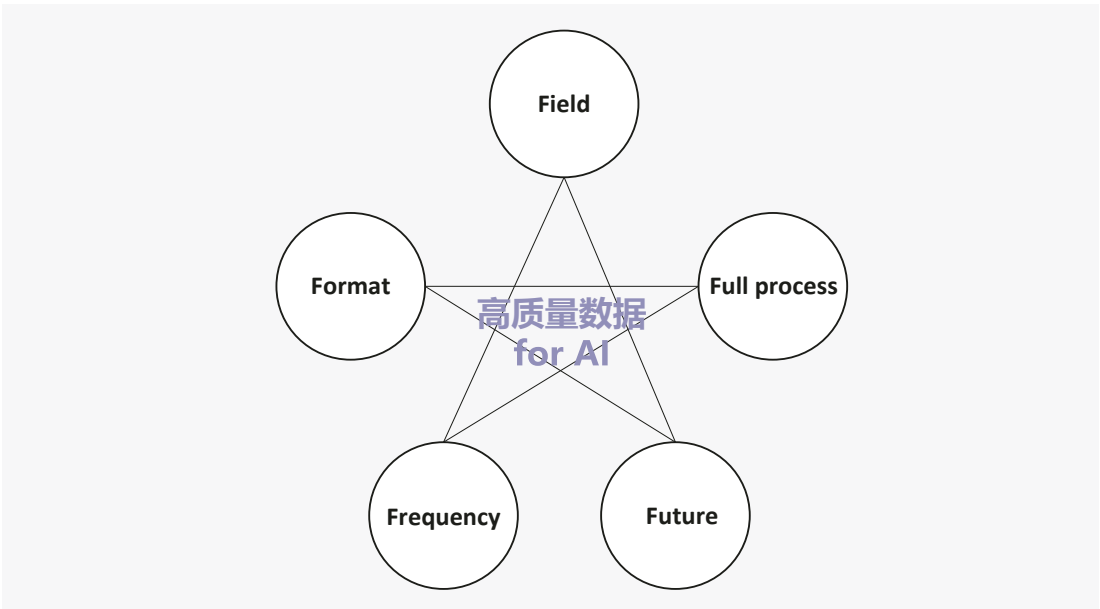 Field
Format
Full process
高质量数据
for AI
Frequency
Future